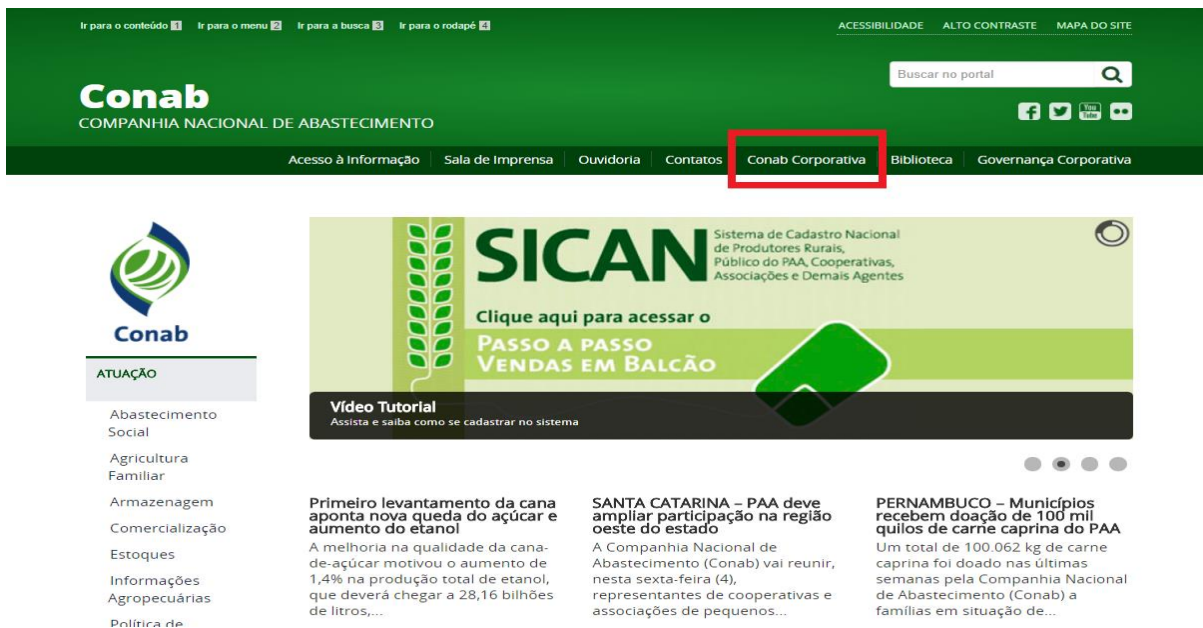 Ir para o conteúdo 1 Ir para o menu 2 Ir para a busca 3 Ir para o rodapé 4
ACESSIBILIDADE ALTO CONTRASTE MAPA DO SITE
Buscar no portal
Conab
COMPANHIA NACIONAL DE ABASTECIMENTO
You Tube
Acesso à Informação Sala de Imprensa Ouvidoria Contatos Conab Corporativa Biblioteca Governança Corporativa
Conab
ATUAÇÃO
Abastecimento
Social
Agricultura
Familiar
Armazenagem
Comercialização
Estoques
Informações
Agropecuárias
Política de
SICAN
Sistema de Cadastro Nacional
de Produtores Rurais,
Público do PAA, Cooperativas,
Associações e Demais Agentes
Clique aqui para acessar o
PASSO A PASSO
VENDAS EM BALCÃO
Vídeo Tutorial
Assista e saiba como se cadastrar no sistema
Primeiro levantamento da cana
aponta nova queda do açúcar e
aumento do etanol
A melhoria na qualidade da cana-
de-açúcar motivou o aumento de
1,4% na produção total de etanol,
que deverá chegar a 28,16 bilhões
de litros,...
SANTA CATARINA – PAA deve
ampliar participação na região
oeste do estado
A Companhia Nacional de
Abastecimento (Conab) vai reunir,
nesta sexta-feira (4),
representantes de cooperativas e
associações de pequenos...
PERNAMBUCO – Municípios
recebem doação de 100 mil
quilos de carne caprina do PAA
Um total de 100.062 kg de carne
caprina foi doado nas últimas
semanas pela Companhia Nacional
de Abastecimento (Conab) a
famílias em situação de...